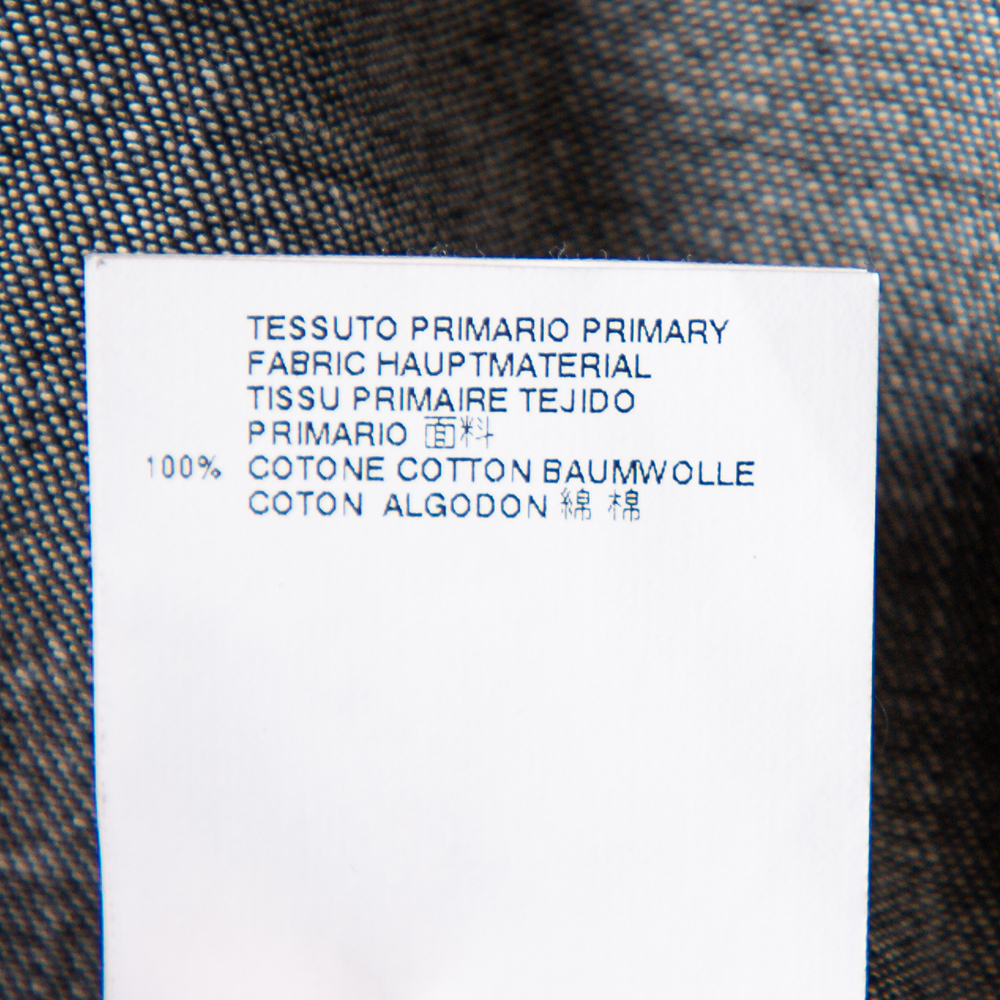 TESSUTO PRIMARIO PRIMARY
FABRIC HAUPTMATERIAL
TISSU PRIMAIRE TEJIDO
PRIMARIO 面料
100% COTONE COTTON BAUMWOLLE
COTON ALGODON 綿 棉